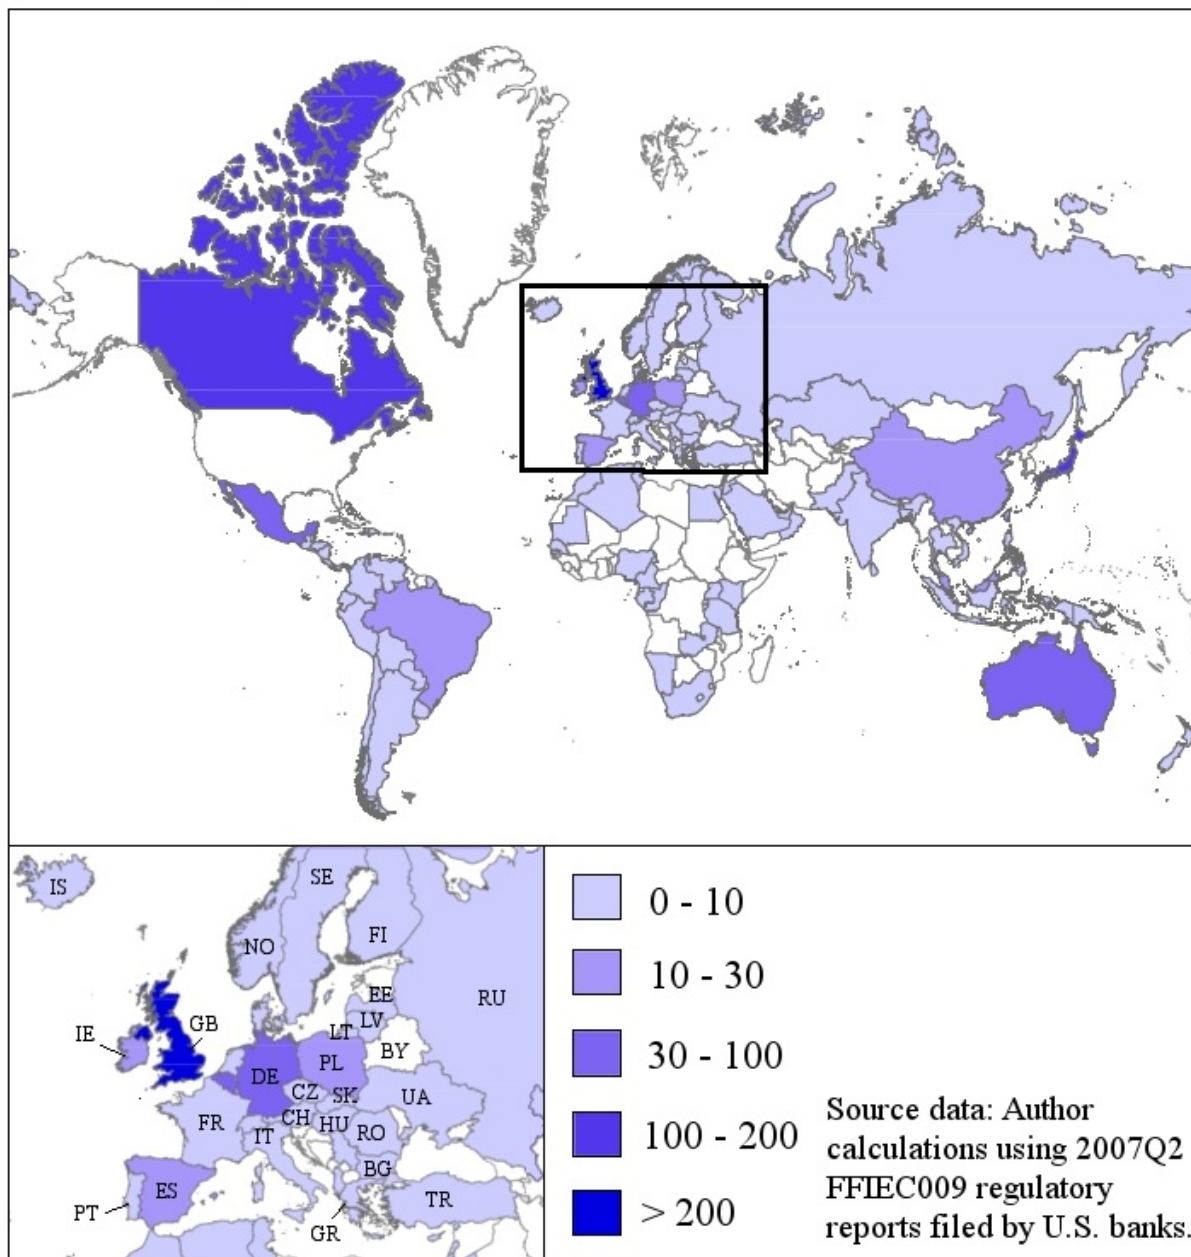 IS
SE
NO
FI
RU
EE
LV
LT
BY
IE
GB
DE
PL
CZ
SK
UA
FR
CH
HU
IT
RO
BG
ES
PT
GR
TR
0 - 10
10 - 30
30 - 100
100 - 200
> 200
Source data: Author
calculations using 2007Q2
FFIEC009 regulatory
reports filed by U.S. banks.